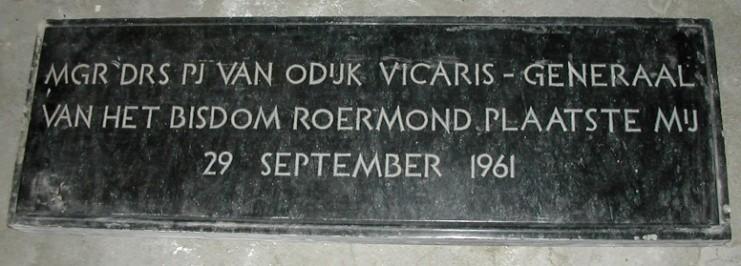 MGR DRS PJ VAN ODIJK VICARIS-GENERAAL
VAN HET BISDOM ROERMOND PLAATSTE MIJ
29 SEPTEMBER 1961